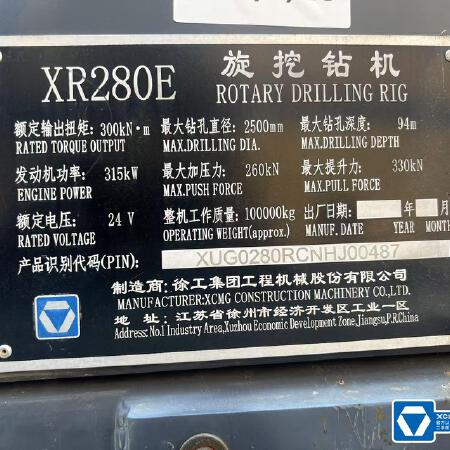 XR280E 旋挖钻机
ROTARY DRILLING RIG
额定输出扭矩: 300kN·m 最大钻孔直径: 2500mm 最大钻孔深度: 94m
RATED TORQUE OUTPUT MAX.DRILLING DIA. MAX.DRILLING DEPTH
发动机功率: 315kW 最大加压力: 260kN 最大提升力: 330kN
ENGINE POWER MAX.PUSH FORCE MAX.PULL FORCE
额定电压: 24 V 整机工作质量: 100000kg 出厂日期: 年 月
RATED VOLTAGE OPERATING WEIGHT(approx.) MANUF. DATE YEAR MONTH
产品识别代码(PIN): XUG0280RCNHJ00487
制造商: 徐工集团工程机械股份有限公司
MANUFACTURER:XCMG CONSTRUCTION MACHINERY CO.,LTD.
地址: 江苏省徐州市经济开发区工业一区
Address: No.1 Industry Area,Xuzhou Economic Development Zone,Jiangsu,P.R.China